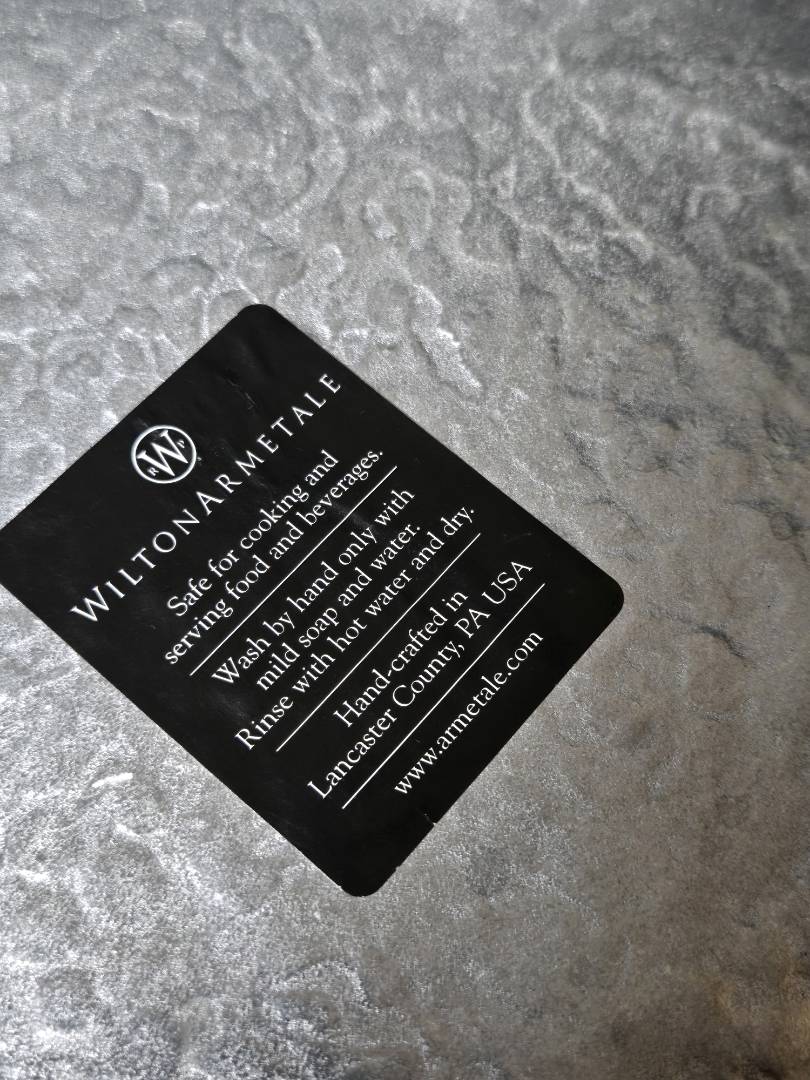 RWP
WILTONARMETALE
Safe for cooking and
serving food and beverages.
Wash by hand only with
mild soap and water.
Rinse with hot water and dry.
Hand-crafted in
Lancaster County, PA USA
www.armetale.com